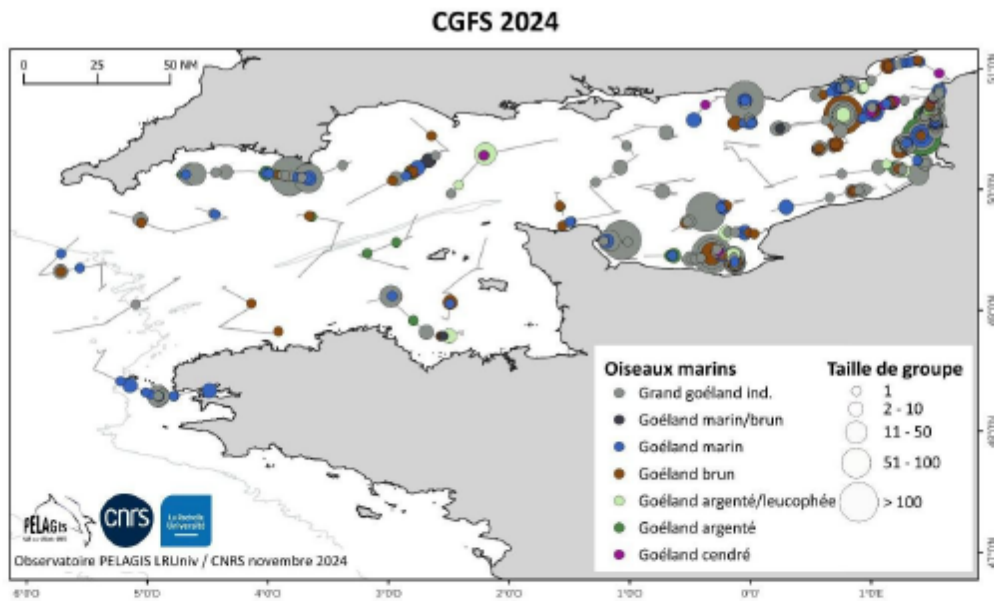 CGFS 2024
0 25 50 NM
Oiseaux marins
Grand goéland ind.
Goéland marin/brun
Goéland marin
Goéland brun
Goéland argenté/leucophée
Goéland argenté
Goéland cendré
Taille de groupe
1
2 - 10
11 - 50
51 - 100
> 100
PELAGIS
cnrs
La Rochelle
Université
Observatoire PELAGIS LRUniv / CNRS novembre 2024
6°0'O 5°0'O 4°0'O 3°0'O 2°0'O 1°0'O 0°0' 1°0'E